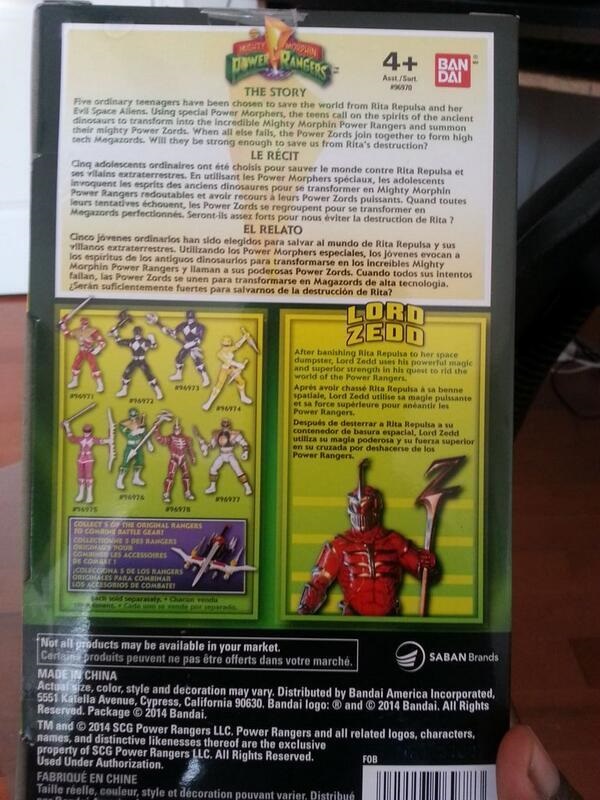 MIGHTY MORPHIN
POWER RANGERS
4+
Asst./Surt.
#96970
BAN
DAI
THE STORY
Five ordinary teenagers have been chosen to save the world from Rita Repulsa and her
Evil Space Aliens. Using special Power Morphers, the teens call on the spirits of the ancient
dinosaurs to transform into the incredible Mighty Morphin Power Rangers and summon
their mighty Power Zords. When all else fails, the Power Zords join together to form high
tech Megazords. Will they be strong enough to save us from Rita's destruction?
LE RÉCIT
Cinq adolescents ordinaires ont été choisis pour sauver le monde contre Rita Repulsa et
ses vilains extraterrestres. En utilisant les Power Morphers spéciaux, les adolescents
invoquent les esprits des anciens dinosaures pour se transformer en Mighty Morphin
Power Rangers redoutables et avoir recours à leurs Power Zords puissants. Quand toutes
leurs tentatives échouent, les Power Zords se regroupent pour se transformer en
Megazords perfectionnés. Seront-ils assez forts pour nous éviter la destruction de Rita ?
EL RELATO
Cinco jóvenes ordinarios han sido elegidos para salvar al mundo de Rita Repulsa y sus
villanos extraterrestres. Utilizando los Power Morphers especiales, los jóvenes evocan a
los espíritus de los antiguos dinosaurios para transformarse en los increíbles Mighty
Morphin Power Rangers y llaman a sus poderosas Power Zords. Cuando todos sus intentos
fallan, las Power Zords se unen para transformarse en Magazords de alta tecnología.
¿Serán suficientemente fuertes para salvarnos de la destrucción de Rita?
#96971
#96972
#96973
#96974
#96975
#96976
#96978
#96977
COLLECT 5 OF THE ORIGINAL RANGERS
TO COMBINE BATTLE GEAR!
COLLECTIONNE 5 DES RANGERS
ORIGINAUX POUR
COMBINER LES ACCESSOIRES
DE COMBAT !
¡COLECCIONA 5 DE LOS RANGERS
ORIGINALES PARA COMBINAR
LOS ACCESORIOS DE COMBATE!
Each sold separately. • Chacun vendu
séparément. • Cada uno se vende por separado.
LORD
ZEDD
After banishing Rita Repulsa to her space
dumpster, Lord Zedd uses his powerful magic
and superior strength in his quest to rid the
world of the Power Rangers.
Après avoir chassé Rita Repulsa à sa benne
spatiale, Lord Zedd utilise sa magie puissante
et sa force supérieure pour anéantir les
Power Rangers.
Después de desterrar a Rita Repulsa a su
contenedor de basura espacial, Lord Zedd
utiliza su magia poderosa y su fuerza superior
en su cruzada por deshacerse de los
Power Rangers.
Not all products may be available in your market.
Certains produits peuvent ne pas être offerts dans votre marché.
SABAN Brands
MADE IN CHINA
Actual size, color, style and decoration may vary. Distributed by Bandai America Incorporated,
5551 Katella Avenue, Cypress, California 90630. Bandai logo: ® and © 2014 Bandai. All Rights
Reserved. Package © 2014 Bandai.
TM and © 2014 SCG Power Rangers LLC. Power Rangers and all related logos, characters,
names, and distinctive likenesses thereof are the exclusive
property of SCG Power Rangers LLC. All Rights Reserved.
Used Under Authorization.
FOB
FABRIQUÉ EN CHINE
Taille réelle, couleur, style et décoration pouvant varier. Distribué